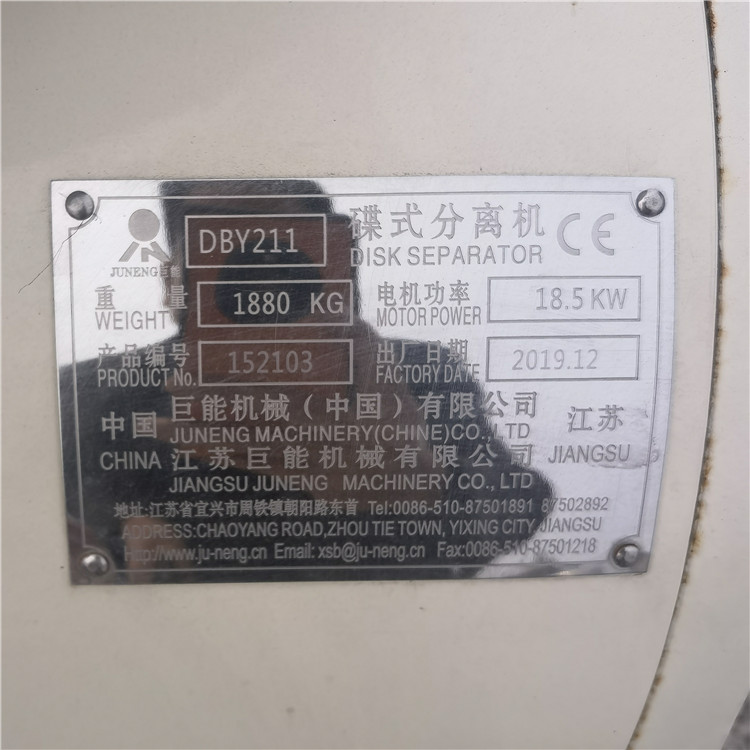 DBY211 碟式分离机 CE
JUNENG巨能 DISK SEPARATOR
重量 1880 KG 电机功率 18.5 KW
WEIGHT MOTOR POWER
产品编号 152103 出厂日期 2019.12
PRODUCT No. FACTORY DATE
中国 巨能机械(中国)有限公司 江苏
JUNENG MACHINERY(CHINE)CO.,LTD
CHINA 江苏巨能机械有限公司 JIANGSU
JIANGSU JUNENG MACHINERY CO.,LTD
地址:江苏省宜兴市周铁镇朝阳路东首 Tel:0086-510-87501891 87502892
ADDRESS:CHAOYANG ROAD,ZHOU TIE TOWN, YIXING CITY JIANGSU
Http://www.ju-neng.cn Email: xsb@ju-neng.cn Fax:0086-510-87501218